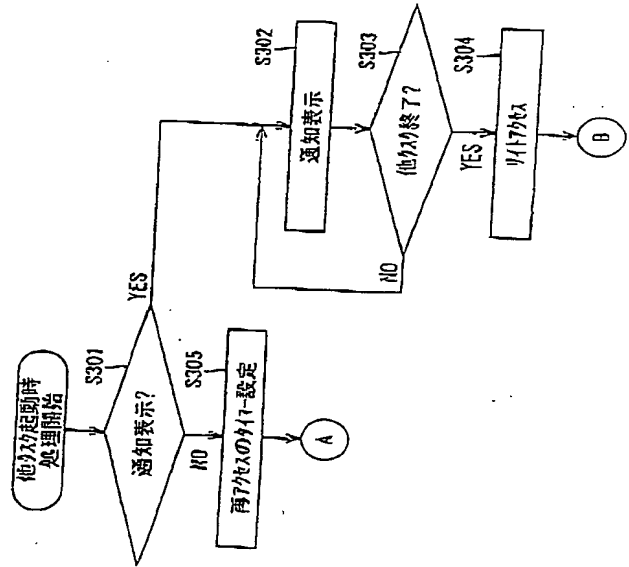 他タスク起動時
処理開始
S301
通知表示?
YES
NO
S305
再アクセスのタイマー設定
A
S302
通知表示
S303
他タスク終了?
NO
YES
S304
ライトアクセス
B